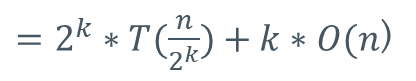 = 2^k * T(n/2^k) + k * O(n)